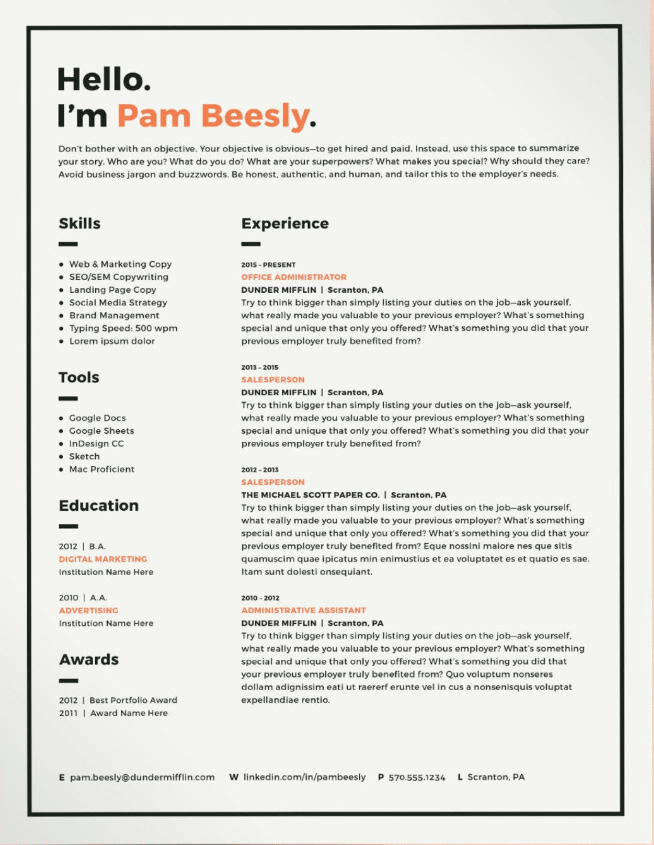 Hello.
I'm Pam Beesly.
Don't bother with an objective. Your objective is obvious—to get hired and paid. Instead, use this space to summarize
your story. Who are you? What do you do? What are your superpowers? What makes you special? Why should they care?
Avoid business jargon and buzzwords. Be honest, authentic, and human, and tailor this to the employer's needs.
Skills
• Web & Marketing Copy
• SEO/SEM Copywriting
• Landing Page Copy
• Social Media Strategy
• Brand Management
• Typing Speed: 500 wpm
• Lorem ipsum dolor
Tools
• Google Docs
• Google Sheets
• InDesign CC
• Sketch
• Mac Proficient
Education
2012 | B.A.
DIGITAL MARKETING
Institution Name Here
2010 | A.A.
ADVERTISING
Institution Name Here
Awards
2012 | Best Portfolio Award
2011 | Award Name Here
Experience
2015 - PRESENT
OFFICE ADMINISTRATOR
DUNDER MIFFLIN | Scranton, PA
Try to think bigger than simply listing your duties on the job—ask yourself,
what really made you valuable to your previous employer? What's something
special and unique that only you offered? What's something you did that your
previous employer truly benefited from?
2013 - 2015
SALESPERSON
DUNDER MIFFLIN | Scranton, PA
Try to think bigger than simply listing your duties on the job—ask yourself,
what really made you valuable to your previous employer? What's something
special and unique that only you offered? What's something you did that your
previous employer truly benefited from?
2012 - 2013
SALESPERSON
THE MICHAEL SCOTT PAPER CO. | Scranton, PA
Try to think bigger than simply listing your duties on the job—ask yourself,
what really made you valuable to your previous employer? What's something
special and unique that only you offered? What's something you did that your
previous employer truly benefited from? Eque nossini maiore nes que sitis
quamuscim quae ipicatus min enimustius et ea voluptatet es et quatio es sae.
Itam sunt dolesti onsequiant.
2010 - 2012
ADMINISTRATIVE ASSISTANT
DUNDER MIFFLIN | Scranton, PA
Try to think bigger than simply listing your duties on the job—ask yourself,
what really made you valuable to your previous employer? What's something
special and unique that only you offered? What's something you did that
your previous employer truly benefited from? Quo voluptum nonseres
dollam adignissim eati ut raererf erunte vel in cus a nonsenisquis voluptat
expellandiae rentio.
E pam.beesly@dundermifflin.com W linkedin.com/in/pambeesly P 570.555.1234 L Scranton, PA